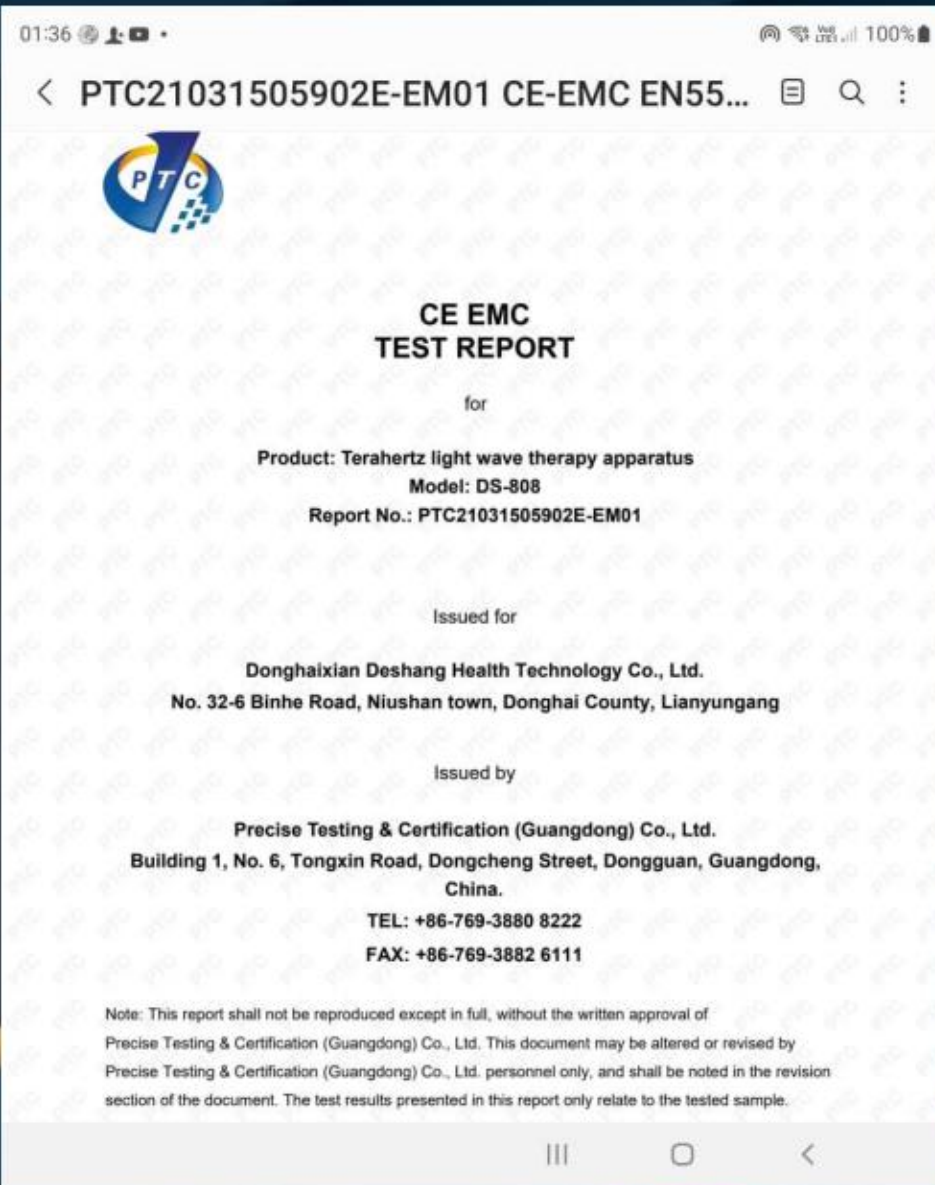 01:36
100%
PTC21031505902E-EM01 CE-EMC EN55...
PTC
CE EMC
TEST REPORT
for
Product: Terahertz light wave therapy apparatus
Model: DS-808
Report No.: PTC21031505902E-EM01
Issued for
Donghaixian Deshang Health Technology Co., Ltd.
No. 32-6 Binhe Road, Niushan town, Donghai County, Lianyungang
Issued by
Precise Testing & Certification (Guangdong) Co., Ltd.
Building 1, No. 6, Tongxin Road, Dongcheng Street, Dongguan, Guangdong,
China.
TEL: +86-769-3880 8222
FAX: +86-769-3882 6111
Note: This report shall not be reproduced except in full, without the written approval of
Precise Testing & Certification (Guangdong) Co., Ltd. This document may be altered or revised by
Precise Testing & Certification (Guangdong) Co., Ltd. personnel only, and shall be noted in the revision
section of the document. The test results presented in this report only relate to the tested sample.